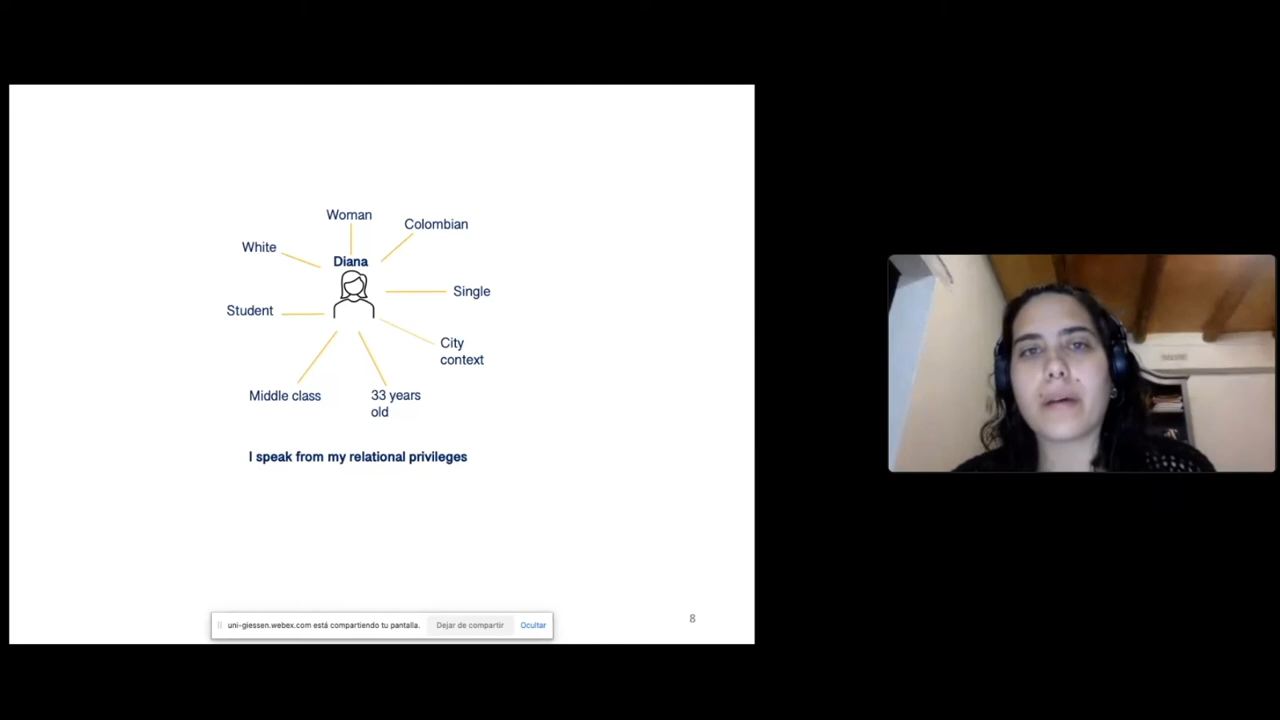 Woman
Colombian
White
Diana
Single
Student
City
context
Middle class
33 years
old
I speak from my relational privileges
8
uni-giessen.webex.com está compartiendo tu pantalla.
Dejar de compartir
Ocultar